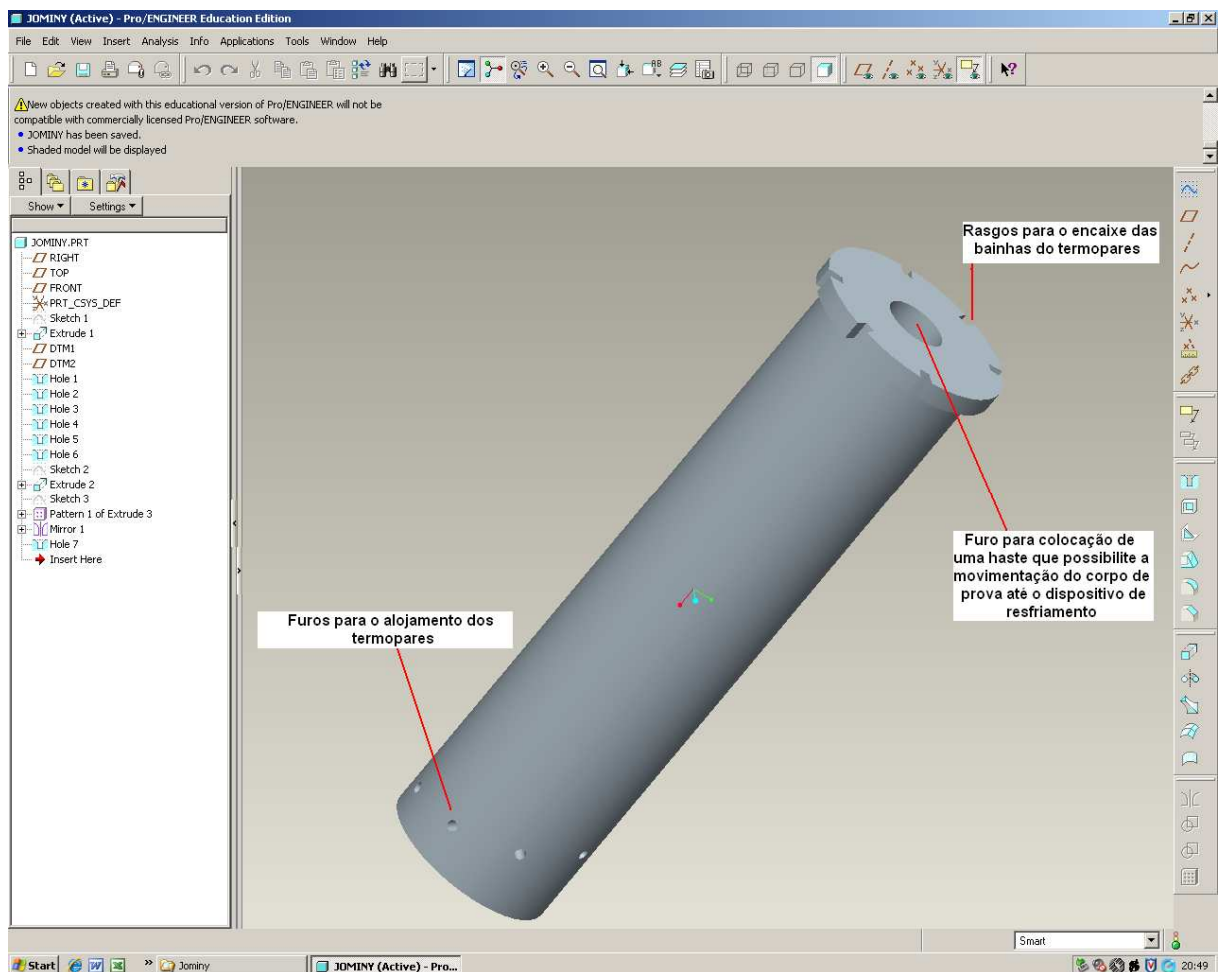 JOMINY (Active) - Pro/ENGINEER Education Edition
File Edit View Insert Analysis Info Applications Tools Window Help
New objects created with this educational version of Pro/ENGINEER will not be
compatible with commercially licensed Pro/ENGINEER software.
JOMINY has been saved.
Shaded model will be displayed
Show Settings
JOMINY.PRT
RIGHT
TOP
FRONT
PRT_CSYS_DEF
Sketch 1
Extrude 1
DTM1
DTM2
Hole 1
Hole 2
Hole 3
Hole 4
Hole 5
Hole 6
Sketch 2
Extrude 2
Sketch 3
Pattern 1 of Extrude 3
Mirror 1
Hole 7
Insert Here
Rasgos para o encaixe das
bainhas do termopares
Furo para colocação de
uma haste que possibilite a
movimentação do corpo de
prova até o dispositivo de
resfriamento
Furos para o alojamento dos
termopares
Smart
Start » Jominy JOMINY (Active) - Pro... 20:49